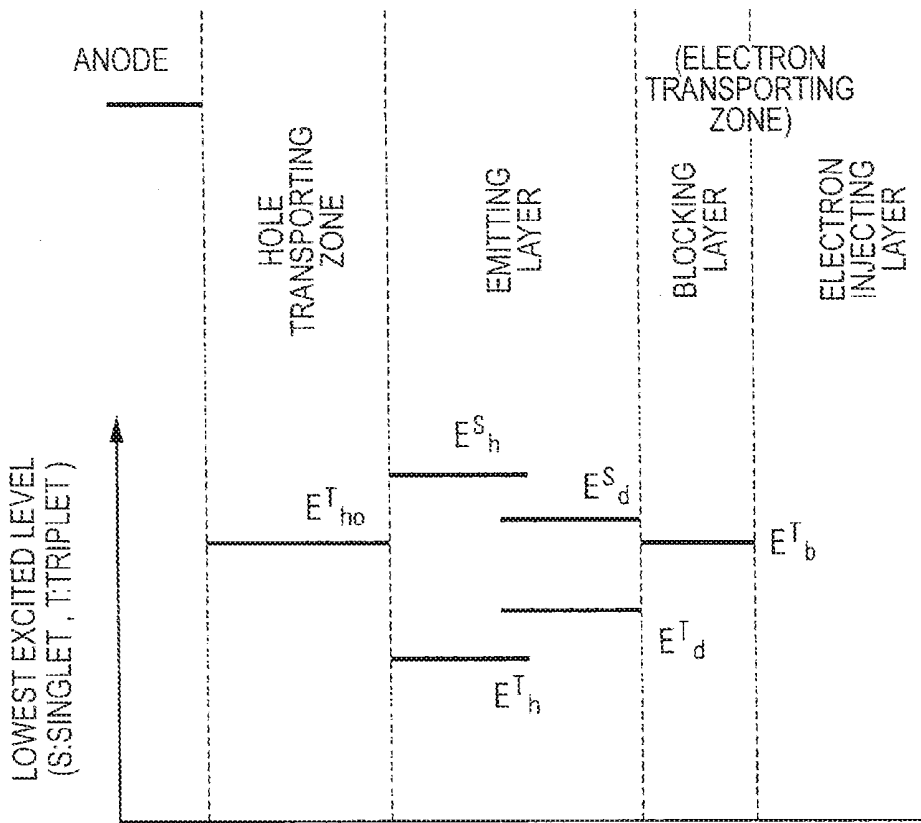 ANODE
(ELECTRON
TRANSPORTING
ZONE)
HOLE
TRANSPORTING
ZONE
EMITTING
LAYER
BLOCKING
LAYER
ELECTRON
INJECTING
LAYER
LOWEST EXCITED LEVEL
(S:SINGLET, T:TRIPLET)
E^S_h
E^S_d
E^T_ho
E^T_b
E^T_d
E^T_h